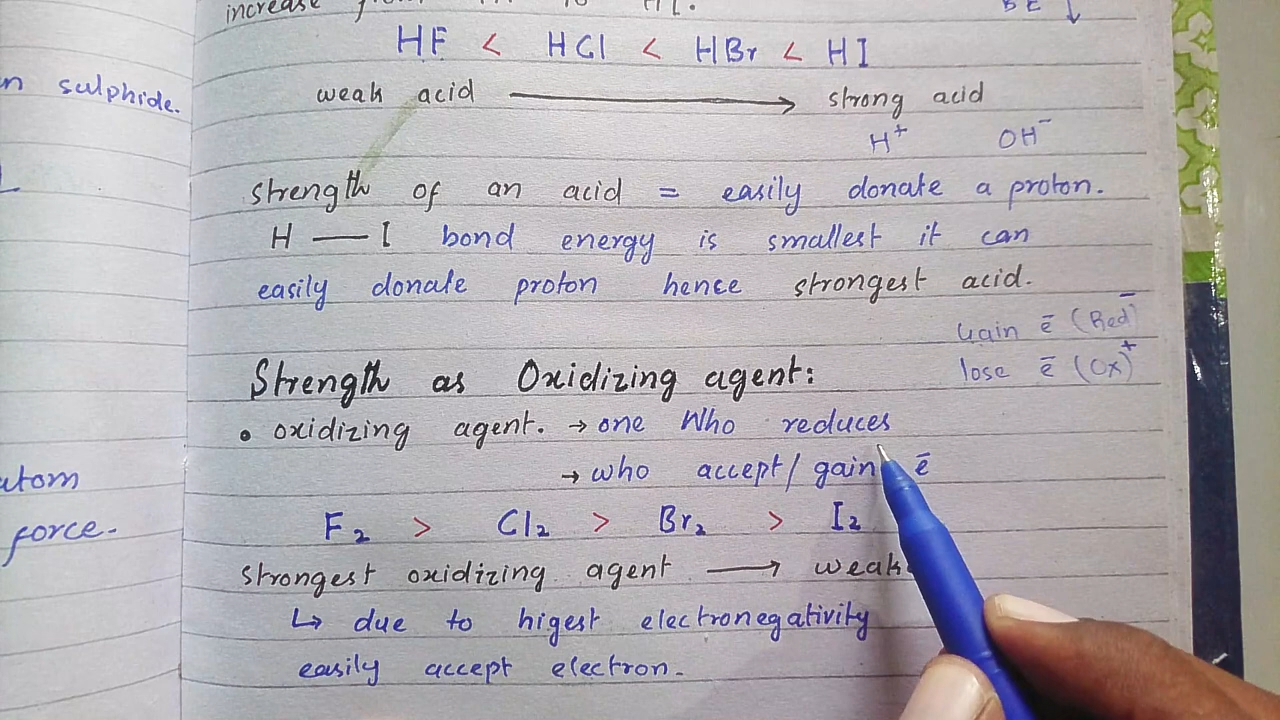 increase
BE ↓
HF < HCl < HBr < HI
n sulphide.
weak acid ⟶ strong acid
H⁺ OH⁻
strength of an acid = easily donate a proton.
H — I bond energy is smallest it can
easily donate proton hence strongest acid.
Gain ē (Red)⁻
lose ē (Ox)⁺
Strength as Oxidizing agent:
• oxidizing agent. → one Who reduces
→ who accept/gain ē
atom
F₂ > Cl₂ > Br₂ > I₂
force.
strongest oxidizing agent ⟶ weak
↳ due to higest electronegativity
easily accept electron.